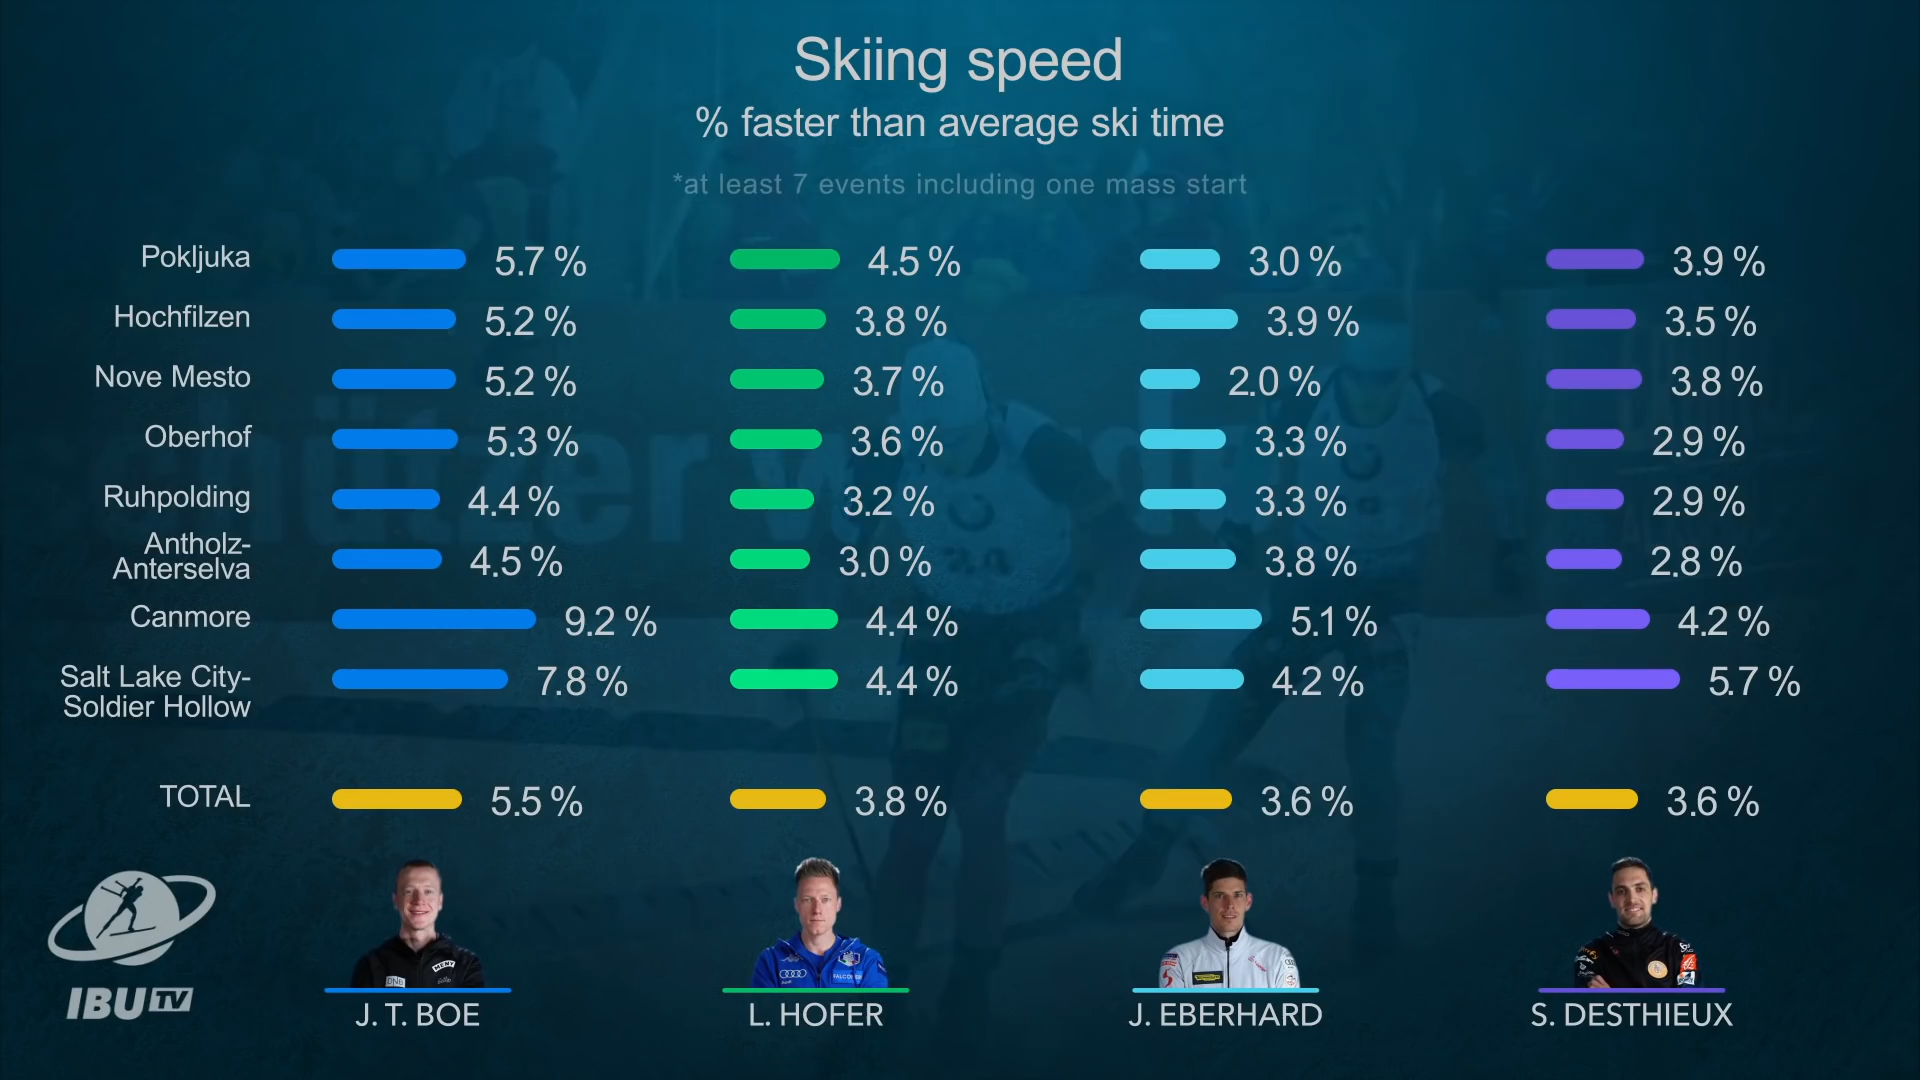 Skiing speed
% faster than average ski time
*at least 7 events including one mass start
Pokljuka 5.7 % 4.5 % 3.0 % 3.9 %
Hochfilzen 5.2 % 3.8 % 3.9 % 3.5 %
Nove Mesto 5.2 % 3.7 % 2.0 % 3.8 %
Oberhof 5.3 % 3.6 % 3.3 % 2.9 %
Ruhpolding 4.4 % 3.2 % 3.3 % 2.9 %
Antholz-
Anterselva 4.5 % 3.0 % 3.8 % 2.8 %
Canmore 9.2 % 4.4 % 5.1 % 4.2 %
Salt Lake City-
Soldier Hollow 7.8 % 4.4 % 4.2 % 5.7 %
TOTAL 5.5 % 3.8 % 3.6 % 3.6 %
IBU TV
J. T. BOE L. HOFER J. EBERHARD S. DESTHIEUX